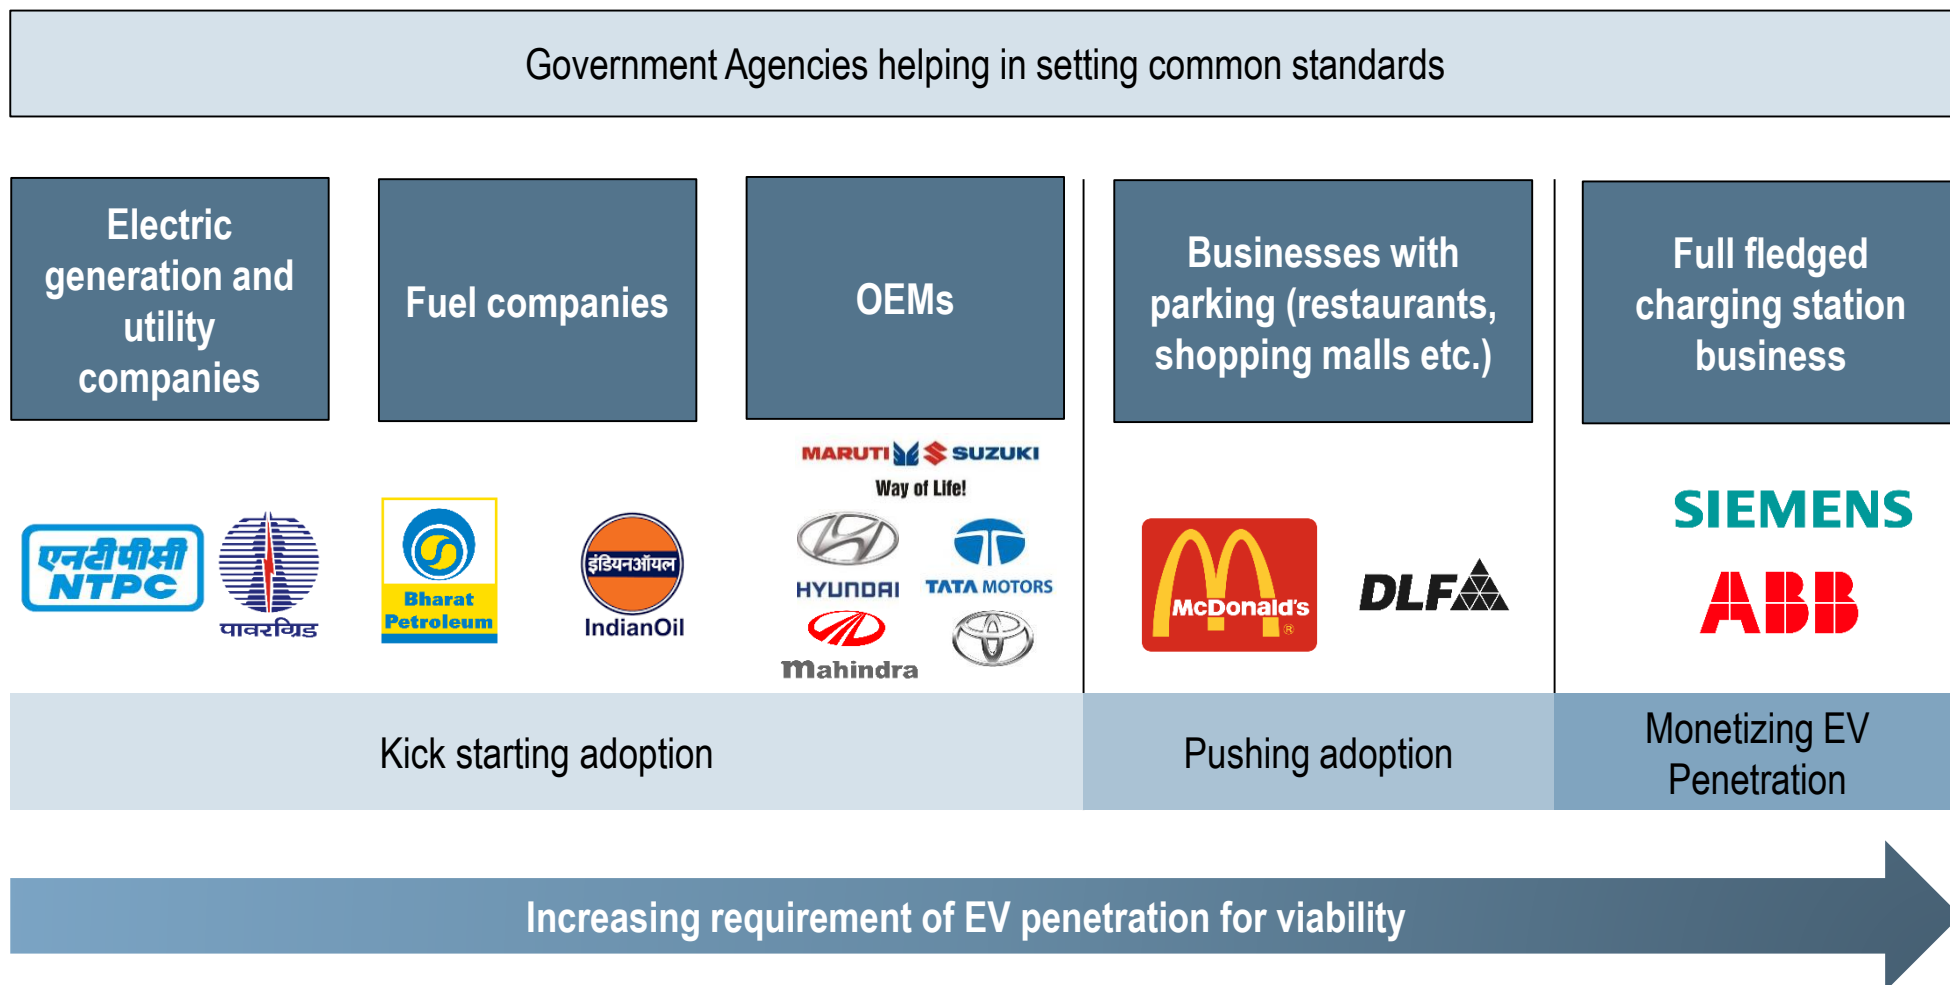 Government Agencies helping in setting common standards
Electric
generation and
utility
companies
Fuel companies
OEMs
Businesses with
parking (restaurants,
shopping malls etc.)
Full fledged
charging station
business
एनटीपीसी
NTPC
पावरग्रिड
Bharat
Petroleum
इंडियनऑयल
IndianOil
MARUTI SUZUKI
Way of Life!
HYUNDAI
TATA MOTORS
Mahindra
McDonald's
®
DLF
SIEMENS
ABB
Kick starting adoption
Pushing adoption
Monetizing EV
Penetration
Increasing requirement of EV penetration for viability